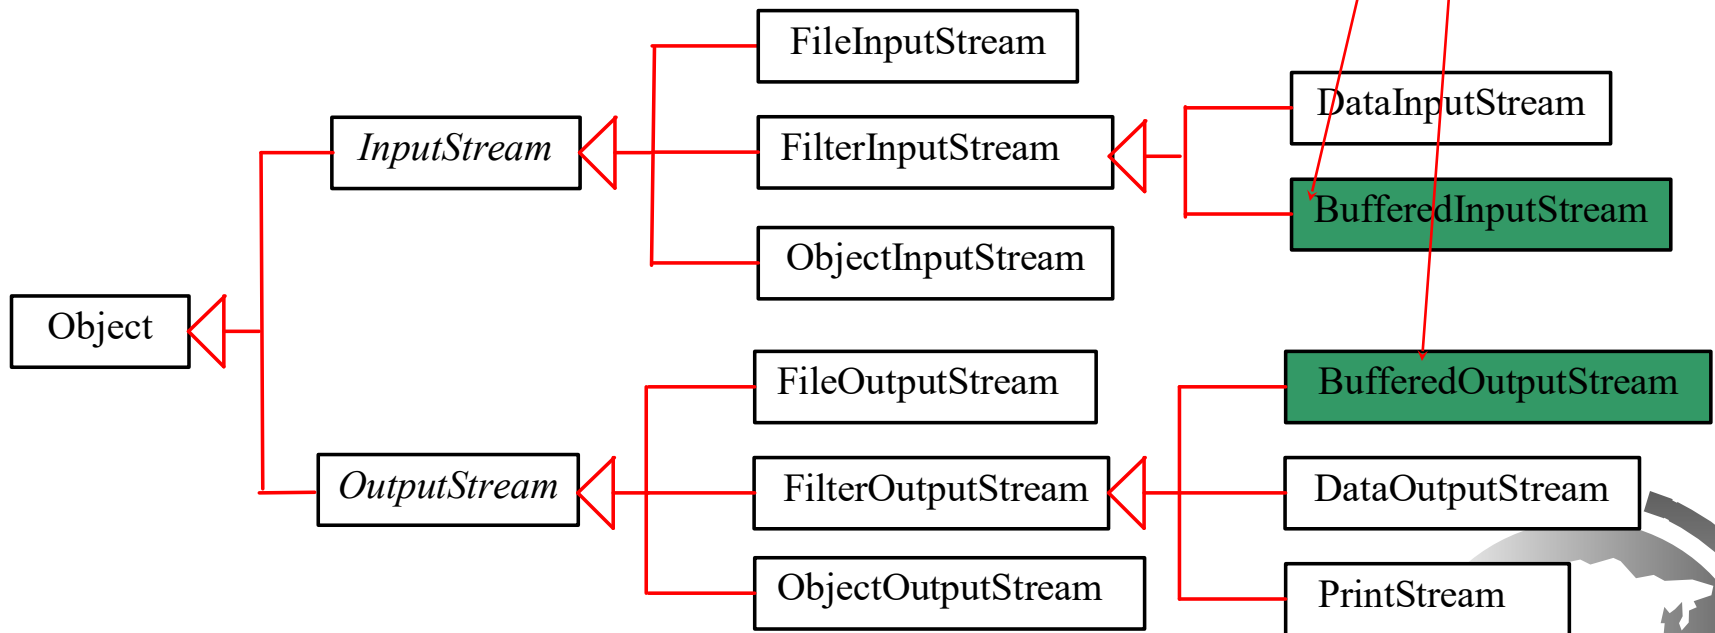 FileInputStream
DataInputStream
InputStream
FilterInputStream
BufferedInputStream
ObjectInputStream
Object
FileOutputStream
BufferedOutputStream
OutputStream
FilterOutputStream
DataOutputStream
ObjectOutputStream
PrintStream